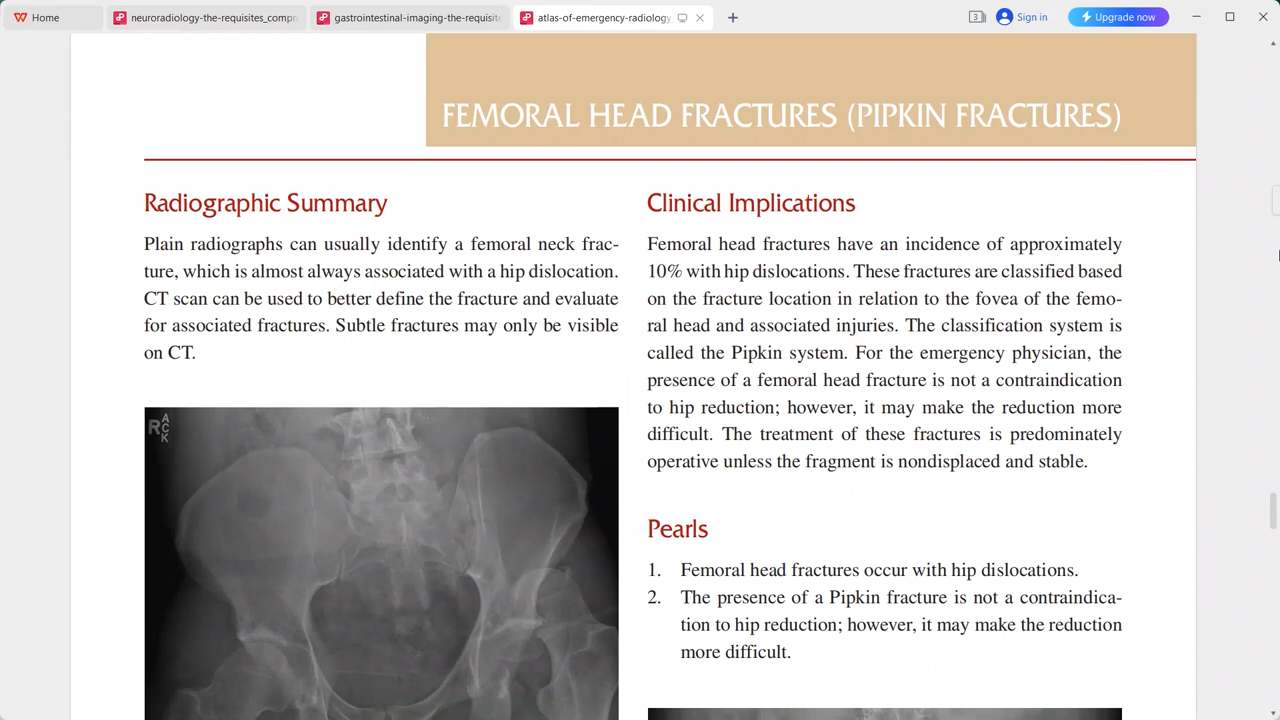 Home
neuroradiology-the-requisites_compre
gastrointestinal-imaging-the-requisite
atlas-of-emergency-radiology
3
Sign in
Upgrade now
FEMORAL HEAD FRACTURES (PIPKIN FRACTURES)
Radiographic Summary
Plain radiographs can usually identify a femoral neck frac-
ture, which is almost always associated with a hip dislocation.
CT scan can be used to better define the fracture and evaluate
for associated fractures. Subtle fractures may only be visible
on CT.
R ACK
Clinical Implications
Femoral head fractures have an incidence of approximately
10% with hip dislocations. These fractures are classified based
on the fracture location in relation to the fovea of the femo-
ral head and associated injuries. The classification system is
called the Pipkin system. For the emergency physician, the
presence of a femoral head fracture is not a contraindication
to hip reduction; however, it may make the reduction more
difficult. The treatment of these fractures is predominately
operative unless the fragment is nondisplaced and stable.
Pearls
1. Femoral head fractures occur with hip dislocations.
2. The presence of a Pipkin fracture is not a contraindica-
tion to hip reduction; however, it may make the reduction
more difficult.